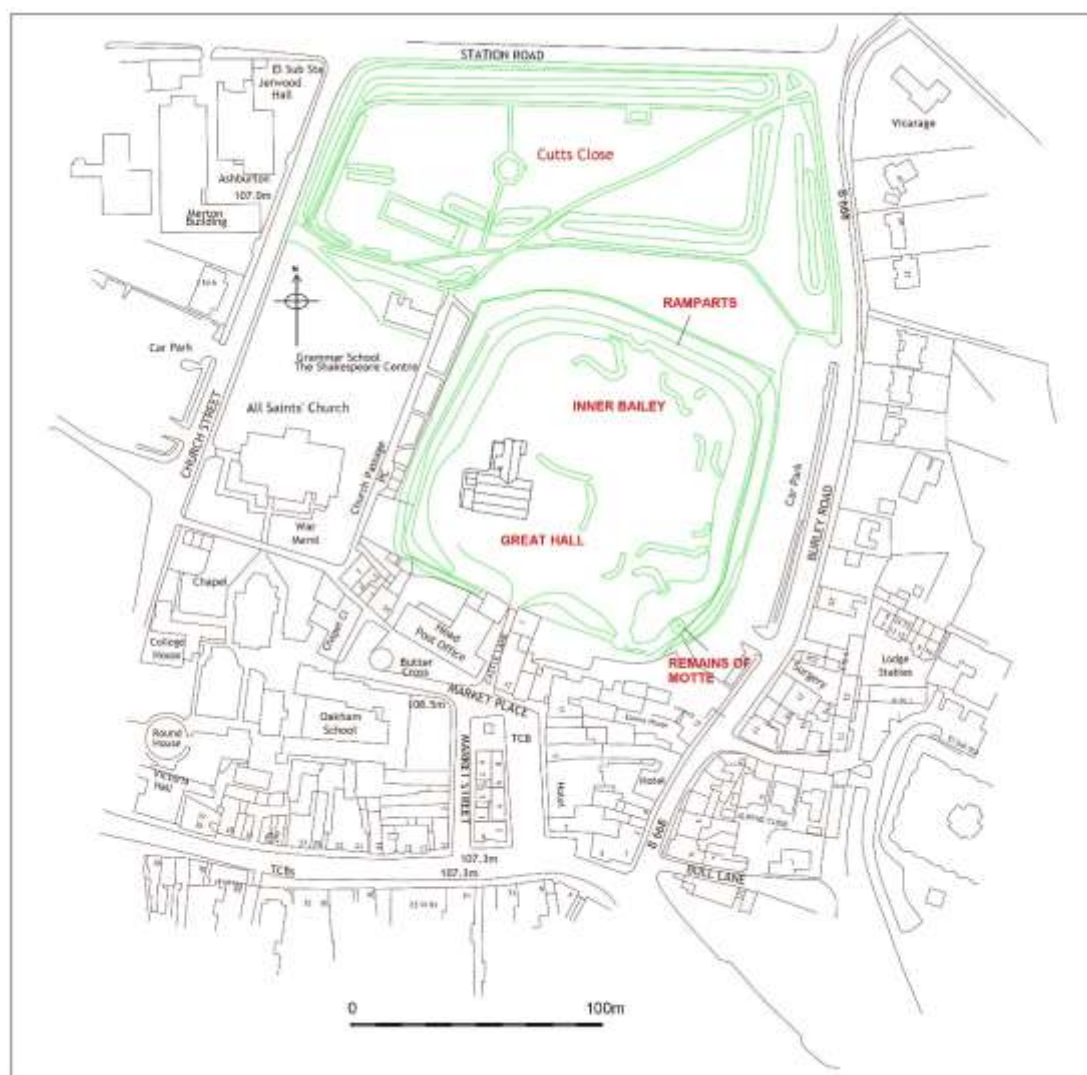 STATION ROAD
El Sub Sta
Jerwood
Hall
Vicarage
Cutts Close
Ashburton
107.0m
Merton
Building
B 668
N
RAMPARTS
Car Park
Grammar School
The Shakespeare Centre
INNER BAILEY
All Saints' Church
CHURCH STREET
Church Passage
PC
Car Park
BURLEY ROAD
War
Meml
GREAT HALL
Chapel
College
House
Head
Post Office
CASTLE LANE
Butter
Cross
MARKET PLACE
REMAINS OF
MOTTE
Surgery
Lodge
Stables
108.5m
Oakham
School
TCB
MARKET STREET
Round
House
Victoria
Hall
Hotel
Hotel
B 668
107.3m
107.3m
TCBs
BULL LANE
0
100m